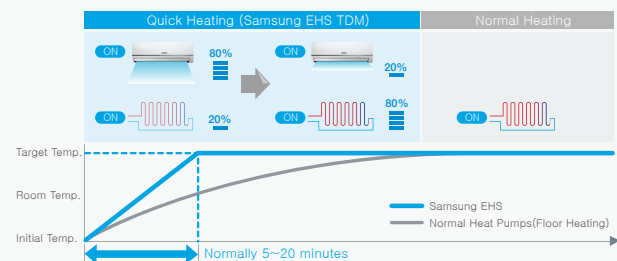 Quick Heating (Samsung EHS TDM)
Normal Heating
ON
80%
ON
20%
ON
20%
ON
80%
ON
Target Temp.
Room Temp.
Initial Temp.
Samsung EHS
Normal Heat Pumps(Floor Heating)
Normally 5~20 minutes